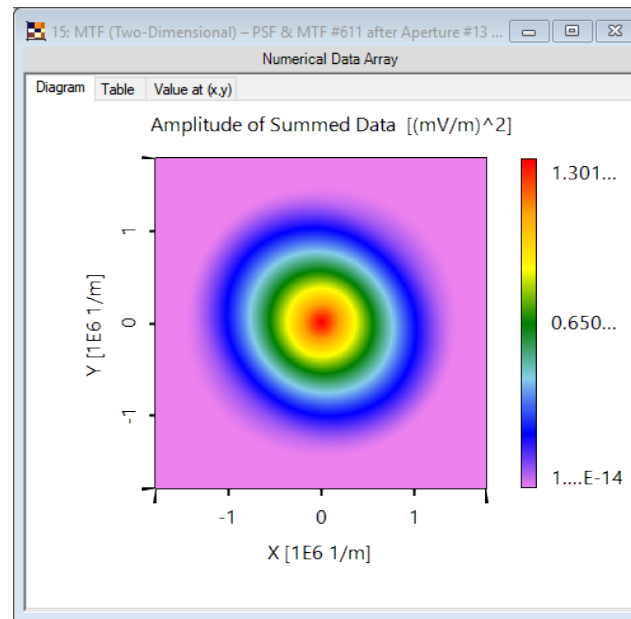 15: MTF (Two-Dimensional) – PSF & MTF #611 after Aperture #13 ...
Numerical Data Array
Diagram Table Value at (x,y)
Amplitude of Summed Data [(mV/m)^2]
1.301...
1
0.650...
Y [1E6 1/m]
0
-1
1....E-14
-1 0 1
X [1E6 1/m]